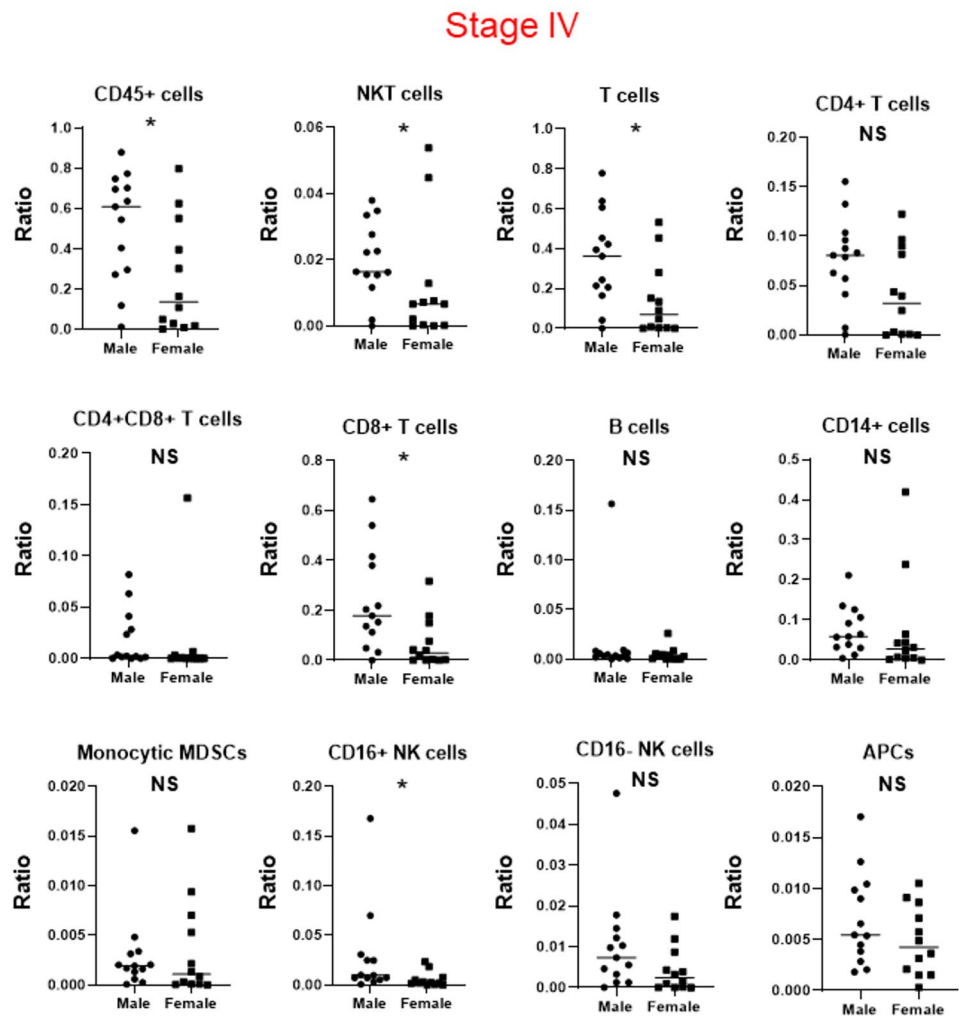 Stage IV
CD45+ cells
*
Ratio
1.0
0.8
0.6
0.4
0.2
0.0
Male Female
NKT cells
*
Ratio
0.06
0.04
0.02
0.00
Male Female
T cells
*
Ratio
1.0
0.8
0.6
0.4
0.2
0.0
Male Female
CD4+ T cells
NS
Ratio
0.20
0.15
0.10
0.05
0.00
Male Female
CD4+CD8+ T cells
NS
Ratio
0.20
0.15
0.10
0.05
0.00
Male Female
CD8+ T cells
*
Ratio
0.8
0.6
0.4
0.2
0.0
Male Female
B cells
NS
Ratio
0.20
0.15
0.10
0.05
0.00
Male Female
CD14+ cells
NS
Ratio
0.5
0.4
0.3
0.2
0.1
0.0
Male Female
Monocytic MDSCs
NS
Ratio
0.020
0.015
0.010
0.005
0.000
Male Female
CD16+ NK cells
*
Ratio
0.20
0.15
0.10
0.05
0.00
Male Female
CD16- NK cells
NS
Ratio
0.05
0.04
0.03
0.02
0.01
0.00
Male Female
APCs
NS
Ratio
0.020
0.015
0.010
0.005
0.000
Male Female